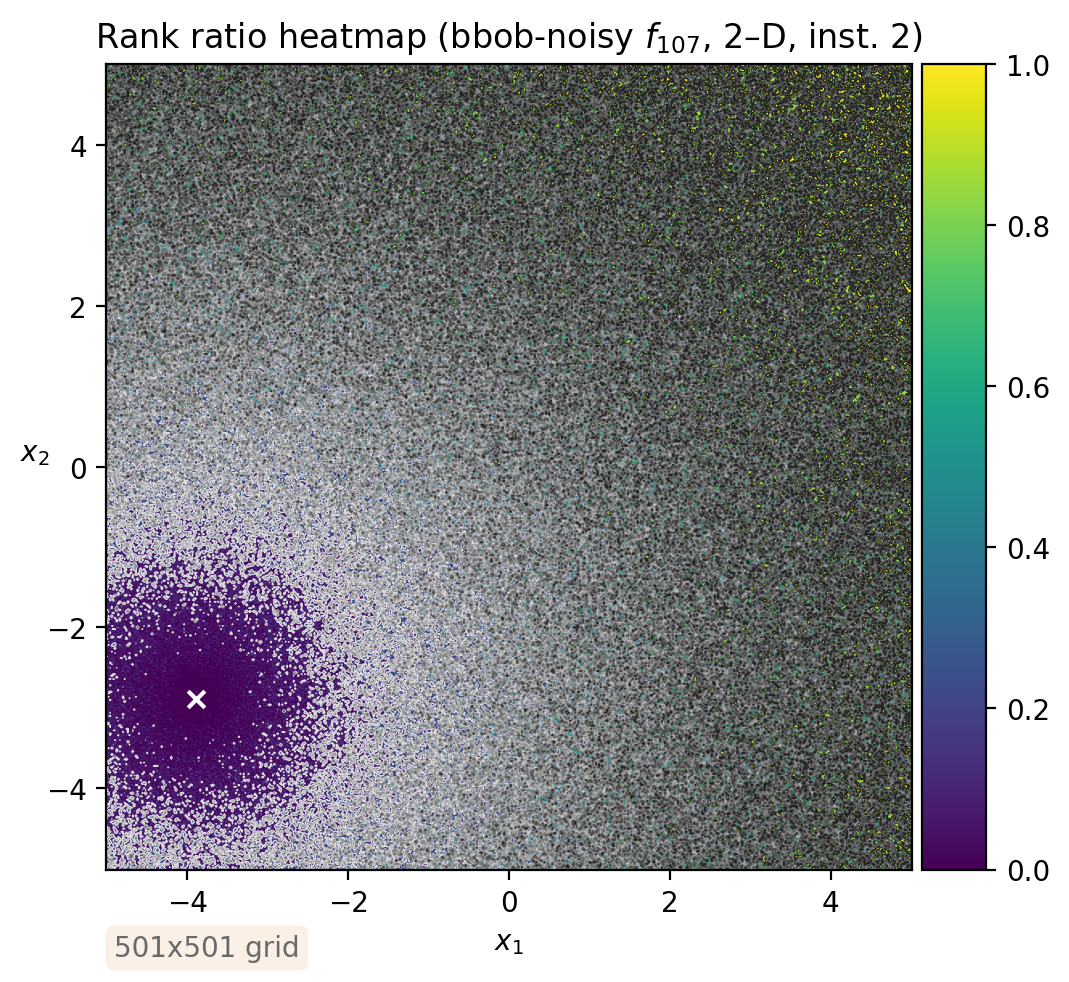 Rank ratio heatmap (bbob-noisy f107, 2–D, inst. 2)
1.0
0.8
0.6
0.4
0.2
0.0
x2
4
2
0
−2
−4
−4 −2 0 2 4
x1
501x501 grid